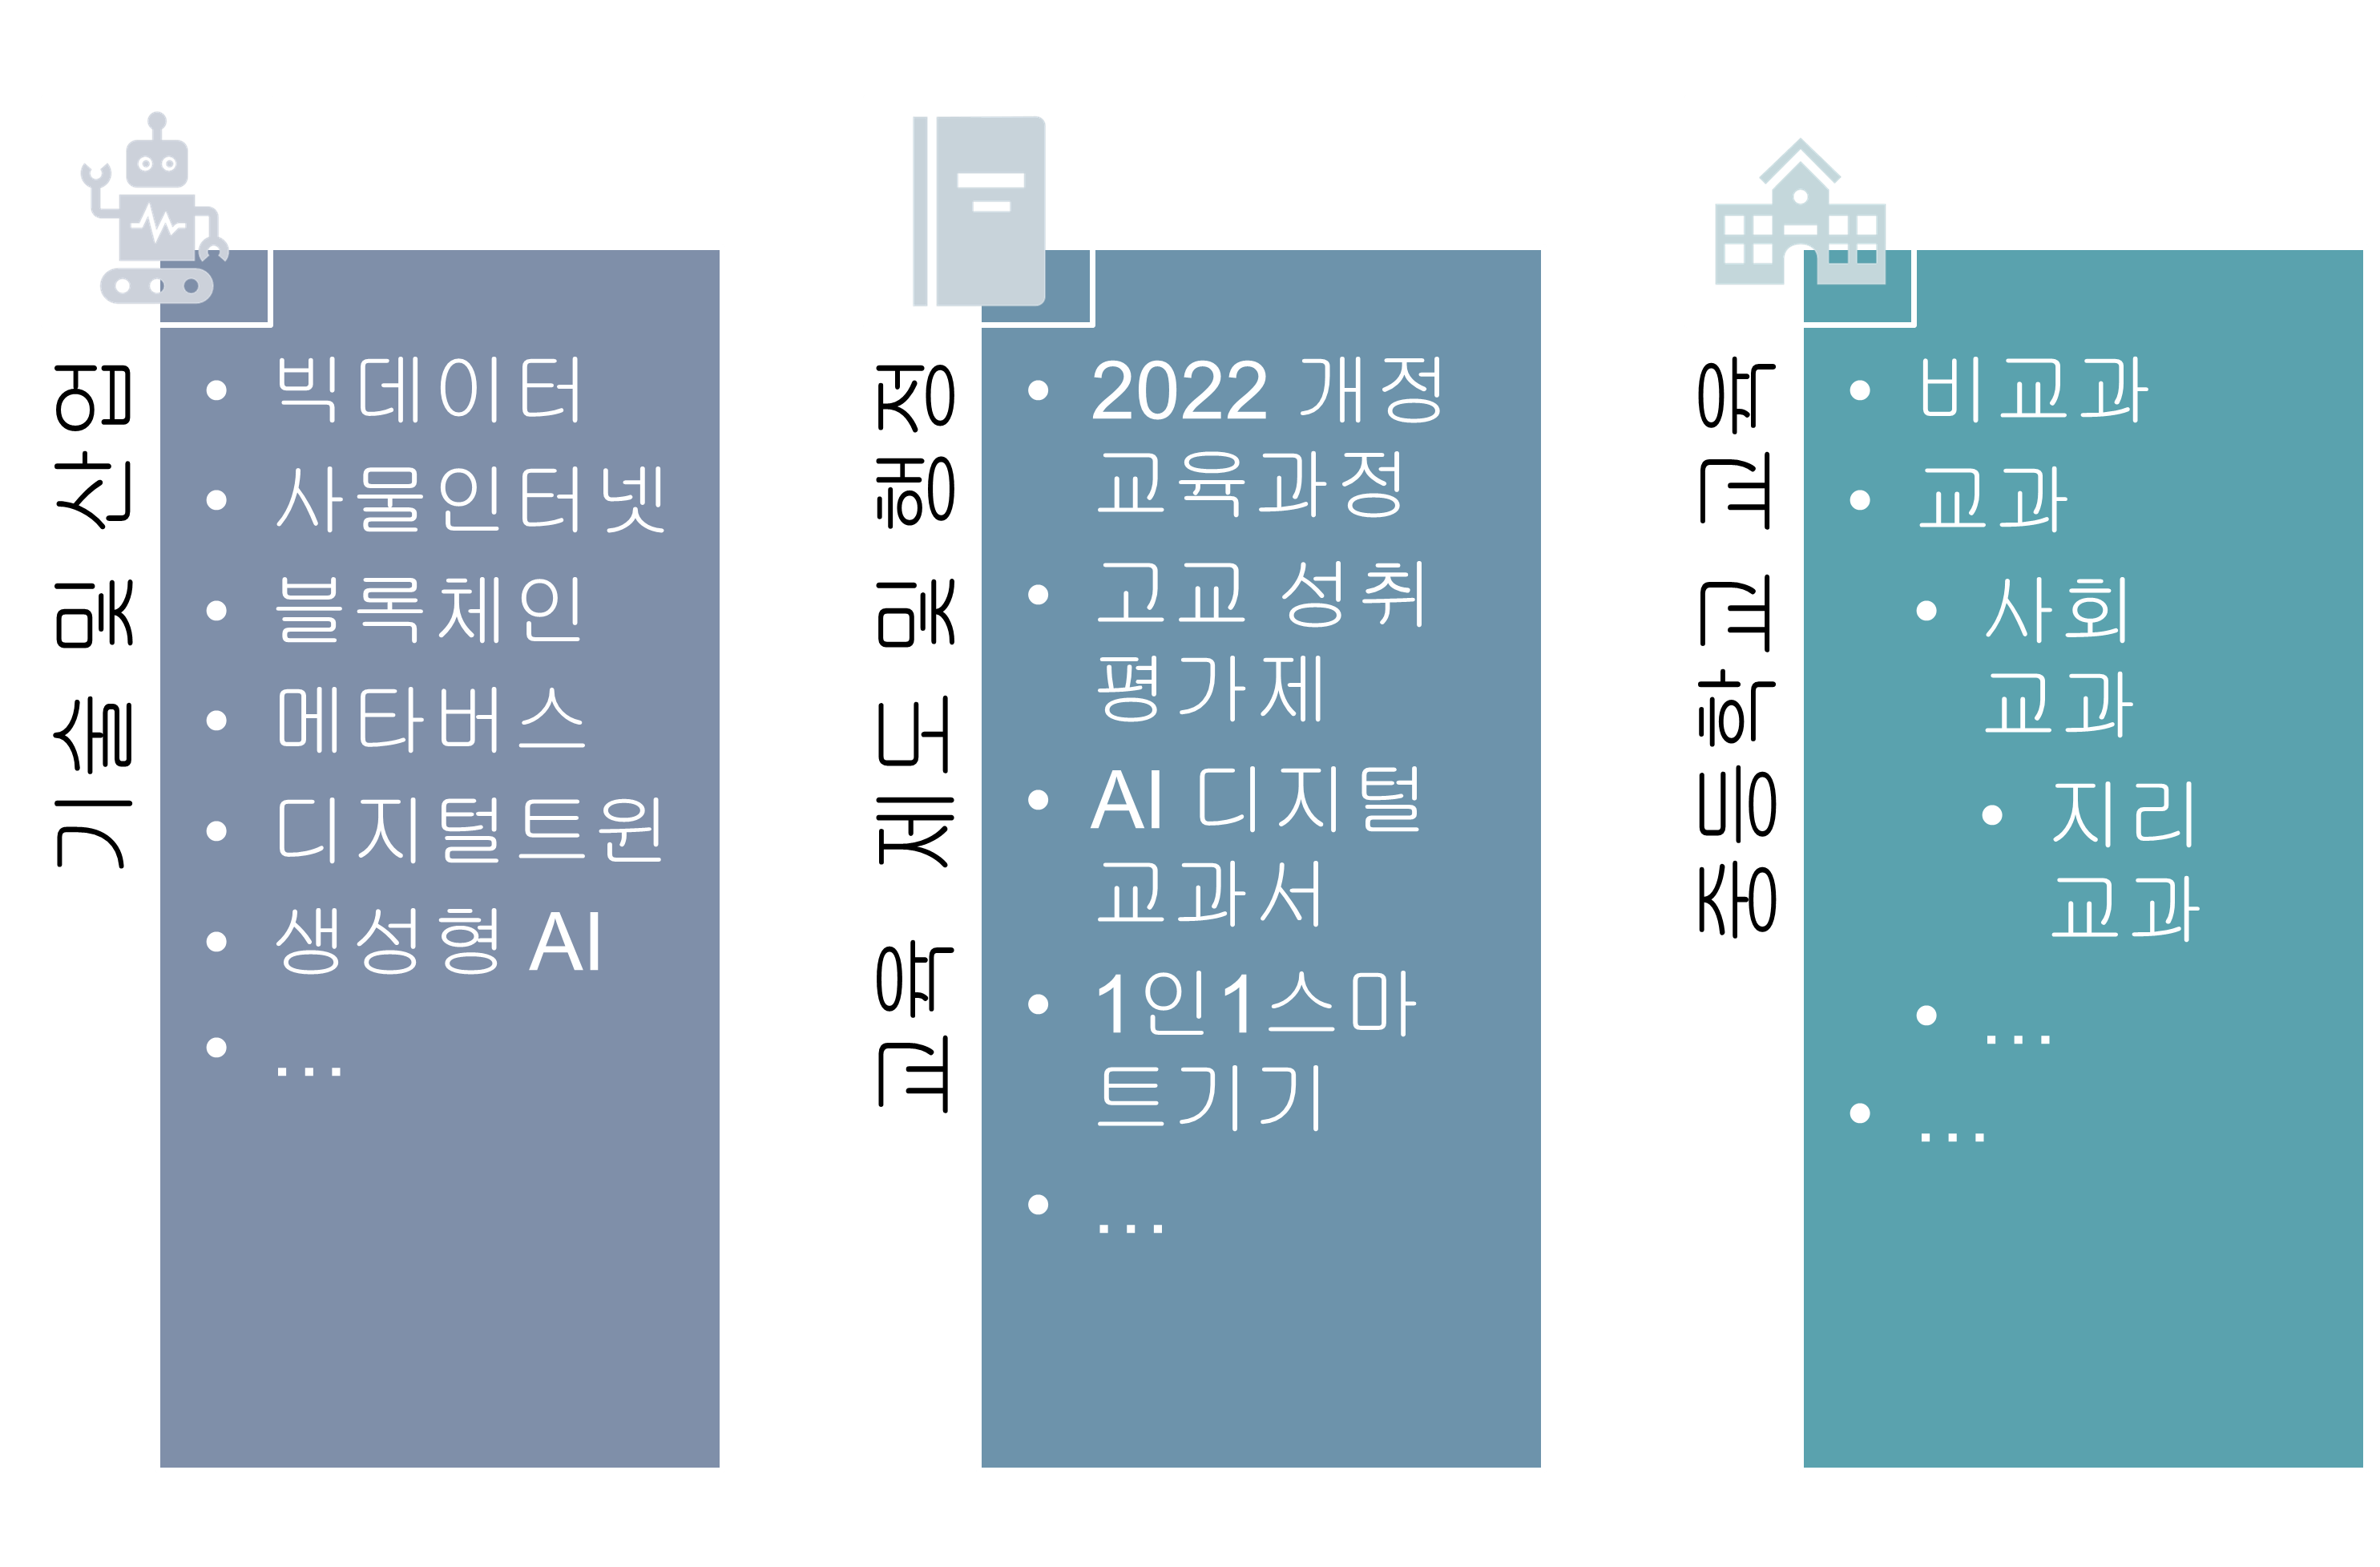 기술 및 산업
• 빅데이터
• 사물인터넷
• 블록체인
• 메타버스
• 디지털트윈
• 생성형 AI
• ...
교육 제도 및 행정
• 2022 개정
교육과정
• 고교 성취
평가제
• AI 디지털
교과서
• 1인1스마
트기기
• ...
중등학교 교육
• 비교과
• 교과
• 사회
교과
• 지리
교과
• ...
• ...